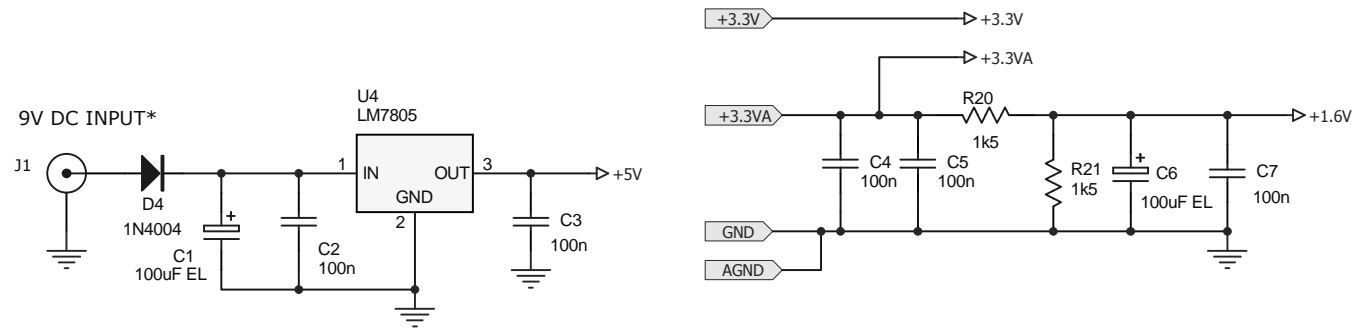 9V DC INPUT*
J1
D4
1N4004
C1
100uF EL
C2
100n
U4
LM7805
1
IN
OUT
3
GND
2
+5V
C3
100n
+3.3V
+3.3V
+3.3VA
+3.3VA
R20
1k5
+1.6V
C4
100n
C5
100n
R21
1k5
+
C6
100uF EL
C7
100n
GND
AGND
+